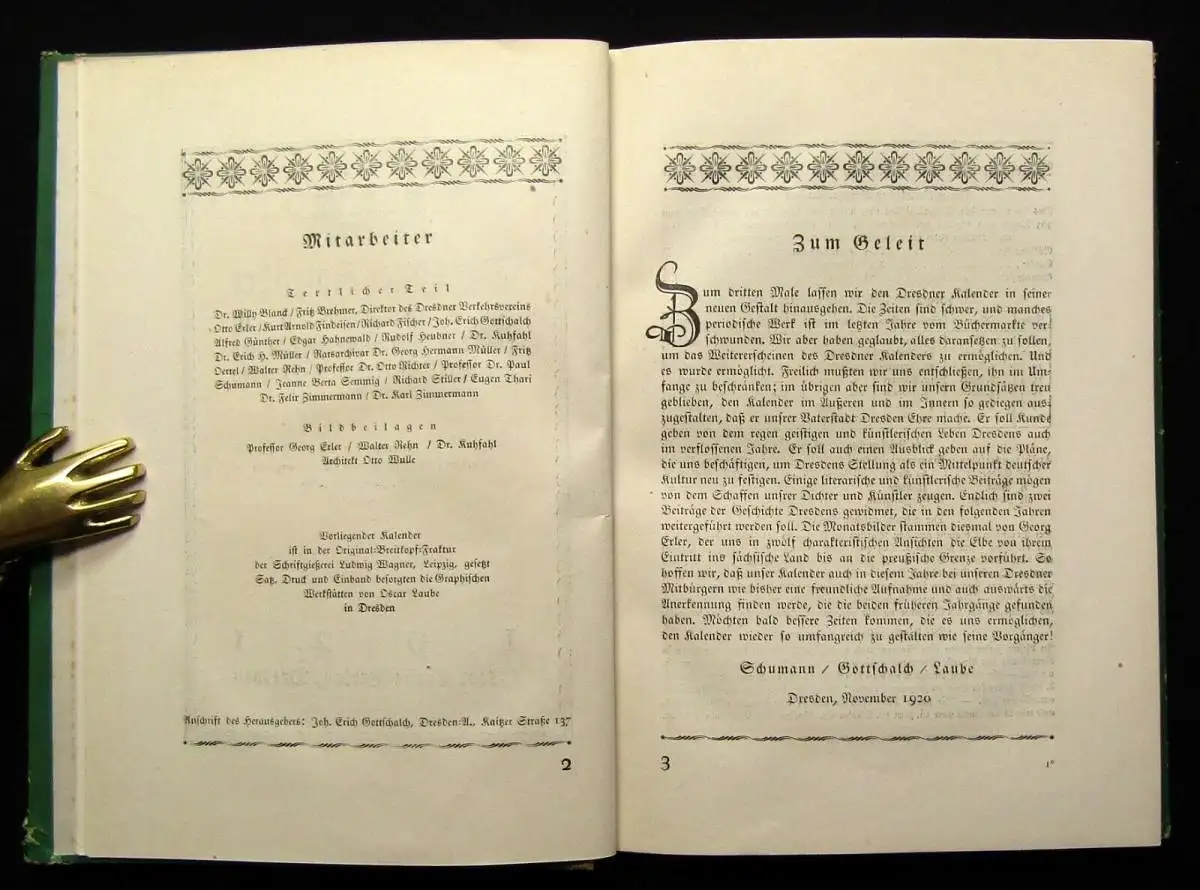 Mitarbeiter
Textlicher Teil
Dr. Willy Blanck / Fritz Brehmer, Direktor des Dresdner Verkehrsvereins
Otto Erler / Kurt Arnold Findeisen / Richard Fischer / Joh. Erich Gottschalch
Alfred Günther / Edgar Hahnewald / Rudolf Heubner / Dr. Kuhfahl
Dr. Erich H. Müller / Ratsarchivar Dr. Georg Hermann Müller / Fritz
Oertel / Walter Rehn / Professor Dr. Otto Richter / Professor Dr. Paul
Schumann / Jeanne Berta Semmig / Richard Stiller / Eugen Thari
Dr. Felix Zimmermann / Dr. Karl Zimmermann
Bildbeilagen
Professor Georg Erler / Walter Rehn / Dr. Kuhfahl
Architekt Otto Wulle
Vorliegender Kalender
ist in der Original-Breitkopf-Fraktur
der Schriftgießerei Ludwig Wagner, Leipzig, gesetzt
Satz, Druck und Einband besorgten die Graphischen
Werkstätten von Oscar Laube
in Dresden
Anschrift des Herausgebers: Joh. Erich Gottschalch, Dresden-A., Kaitzer Straße 137
2
Zum Geleit
Zum dritten Male lassen wir den Dresdner Kalender in seiner
neuen Gestalt hinausgehen. Die Zeiten sind schwer, und manches
periodische Werk ist im letzten Jahre vom Büchermarkte ver-
schwunden. Wir aber haben geglaubt, alles daransetzen zu sollen,
um das Weitererscheinen des Dresdner Kalenders zu ermöglichen. Und
es wurde ermöglicht. Freilich mußten wir uns entschließen, ihn im Um-
fange zu beschränken; im übrigen aber sind wir unsern Grundsätzen treu
geblieben, den Kalender im Äußeren und im Innern so gediegen aus-
zugestalten, daß er unsrer Vaterstadt Dresden Ehre mache. Er soll Kunde
geben von dem regen geistigen und künstlerischen Leben Dresdens auch
im verflossenen Jahre. Er soll auch einen Ausblick geben auf die Pläne,
die uns beschäftigen, um Dresdens Stellung als ein Mittelpunkt deutscher
Kultur neu zu festigen. Einige literarische und künstlerische Beiträge mögen
von dem Schaffen unsrer Dichter und Künstler zeugen. Endlich sind zwei
Beiträge der Geschichte Dresdens gewidmet, die in den folgenden Jahren
weitergeführt werden soll. Die Monatsbilder stammen diesmal von Georg
Erler, der uns in zwölf charakteristischen Ansichten die Elbe von ihrem
Eintritt ins sächsische Land bis an die preußische Grenze vorführt. So
hoffen wir, daß unser Kalender auch in diesem Jahre bei unseren Dresdner
Mitbürgern wie bisher eine freundliche Aufnahme und auch auswärts die
Anerkennung finden werde, die die beiden früheren Jahrgänge gefunden
haben. Möchten bald bessere Zeiten kommen, die es uns ermöglichen,
den Kalender wieder so umfangreich zu gestalten wie seine Vorgänger!
Schumann / Gottschalch / Laube
Dresden, November 1920
3
1*